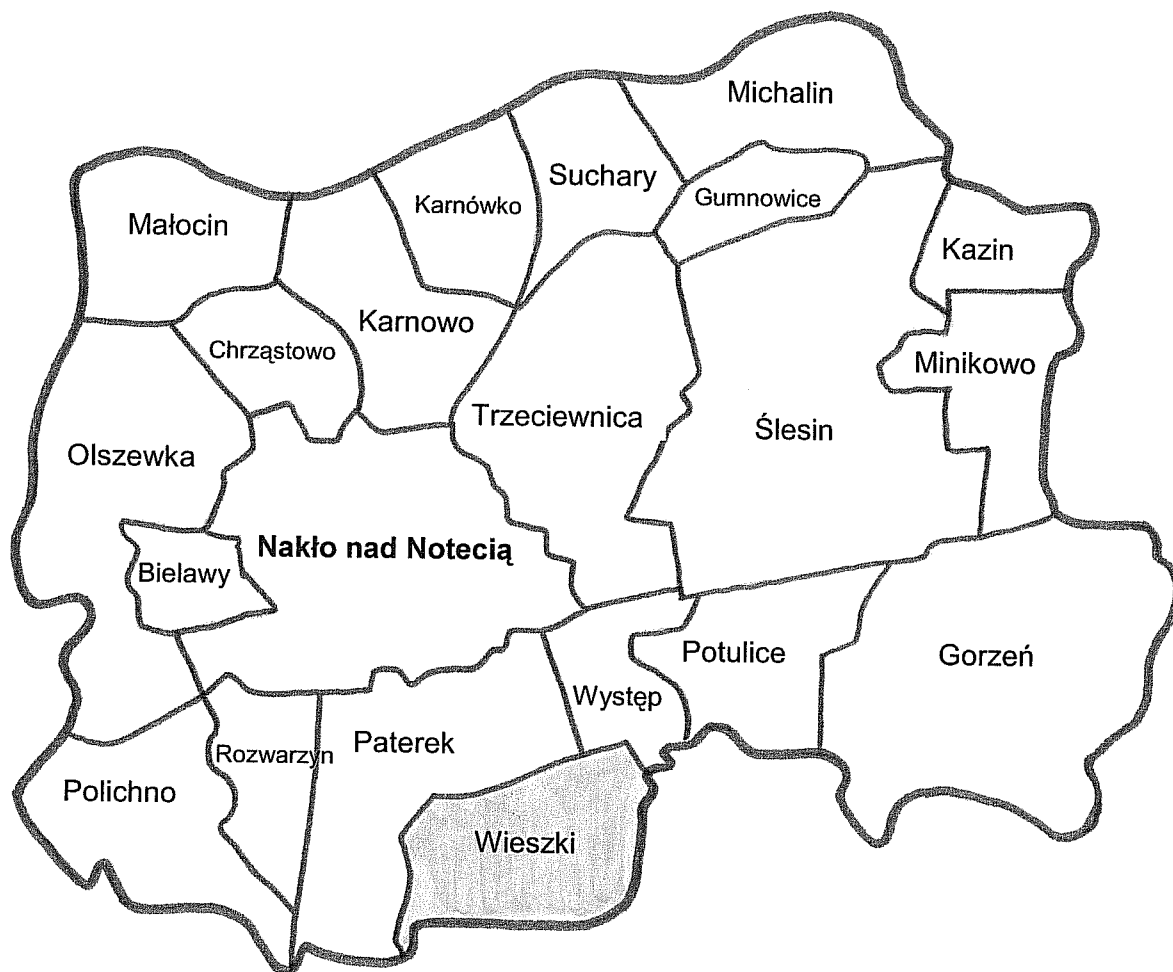 Michalin
Suchary
Gumnowice
Karnówko
Małocin
Kazin
Karnowo
Chrząstowo
Minikowo
Trzeciewnica
Ślesin
Olszewka
Nakło nad Notecią
Bielawy
Potulice
Gorzeń
Występ
Rozwarzyn
Paterek
Polichno
Wieszki